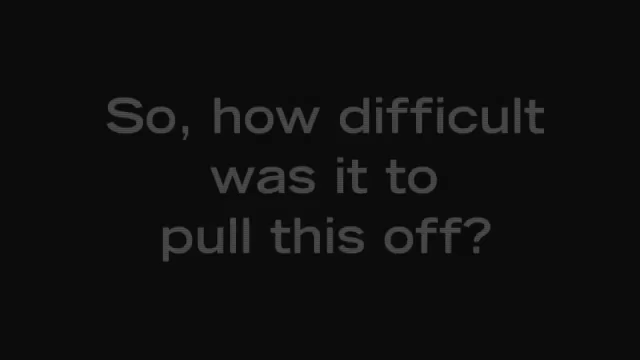 So, how difficult
was it to
pull this off?